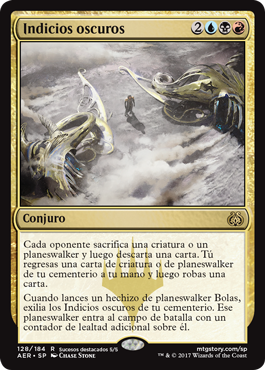 Indicios oscuros 2
Conjuro
Cada oponente sacrifica una criatura o un
planeswalker y luego descarta una carta. Tú
regresas una carta de criatura o de planeswalker
de tu cementerio a tu mano y luego robas una
carta.
Cuando lances un hechizo de planeswalker Bolas,
exilia los Indicios oscuros de tu cementerio. Ese
planeswalker entra al campo de batalla con un
contador de lealtad adicional sobre él.
128/184 R Sucesos destacados 5/5
AER • SP Chase Stone
mtgstory.com/sp
™ & © 2017 Wizards of the Coast